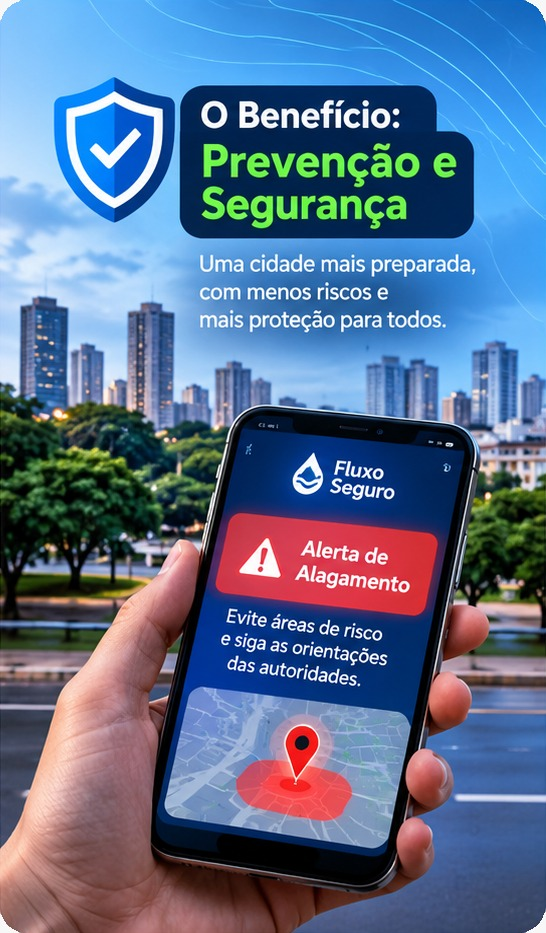 O Benefício:
Prevenção e
Segurança
Uma cidade mais preparada,
com menos riscos e
mais proteção para todos.
Fluxo
Seguro
Alerta de
Alagamento
Evite áreas de risco
e siga as orientações
das autoridades.